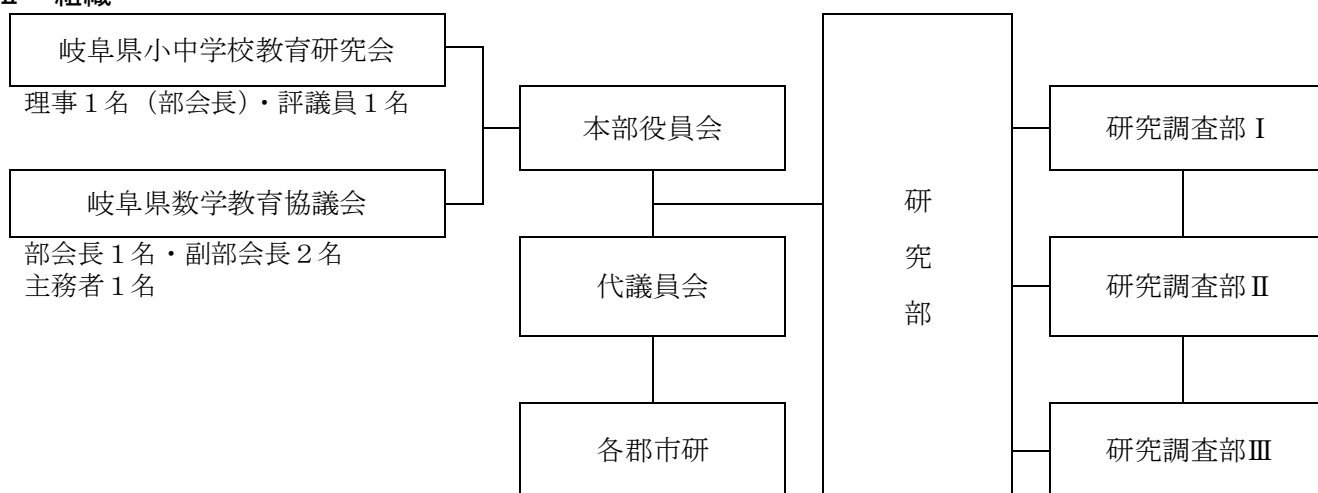 組織
岐阜県小中学校教育研究会
理事１名（部会長）・評議員１名
岐阜県数学教育協議会
部会長１名・副部会長２名
主務者１名
本部役員会
代議員会
各郡市研
研究部
研究調査部Ⅰ
研究調査部Ⅱ
研究調査部Ⅲ